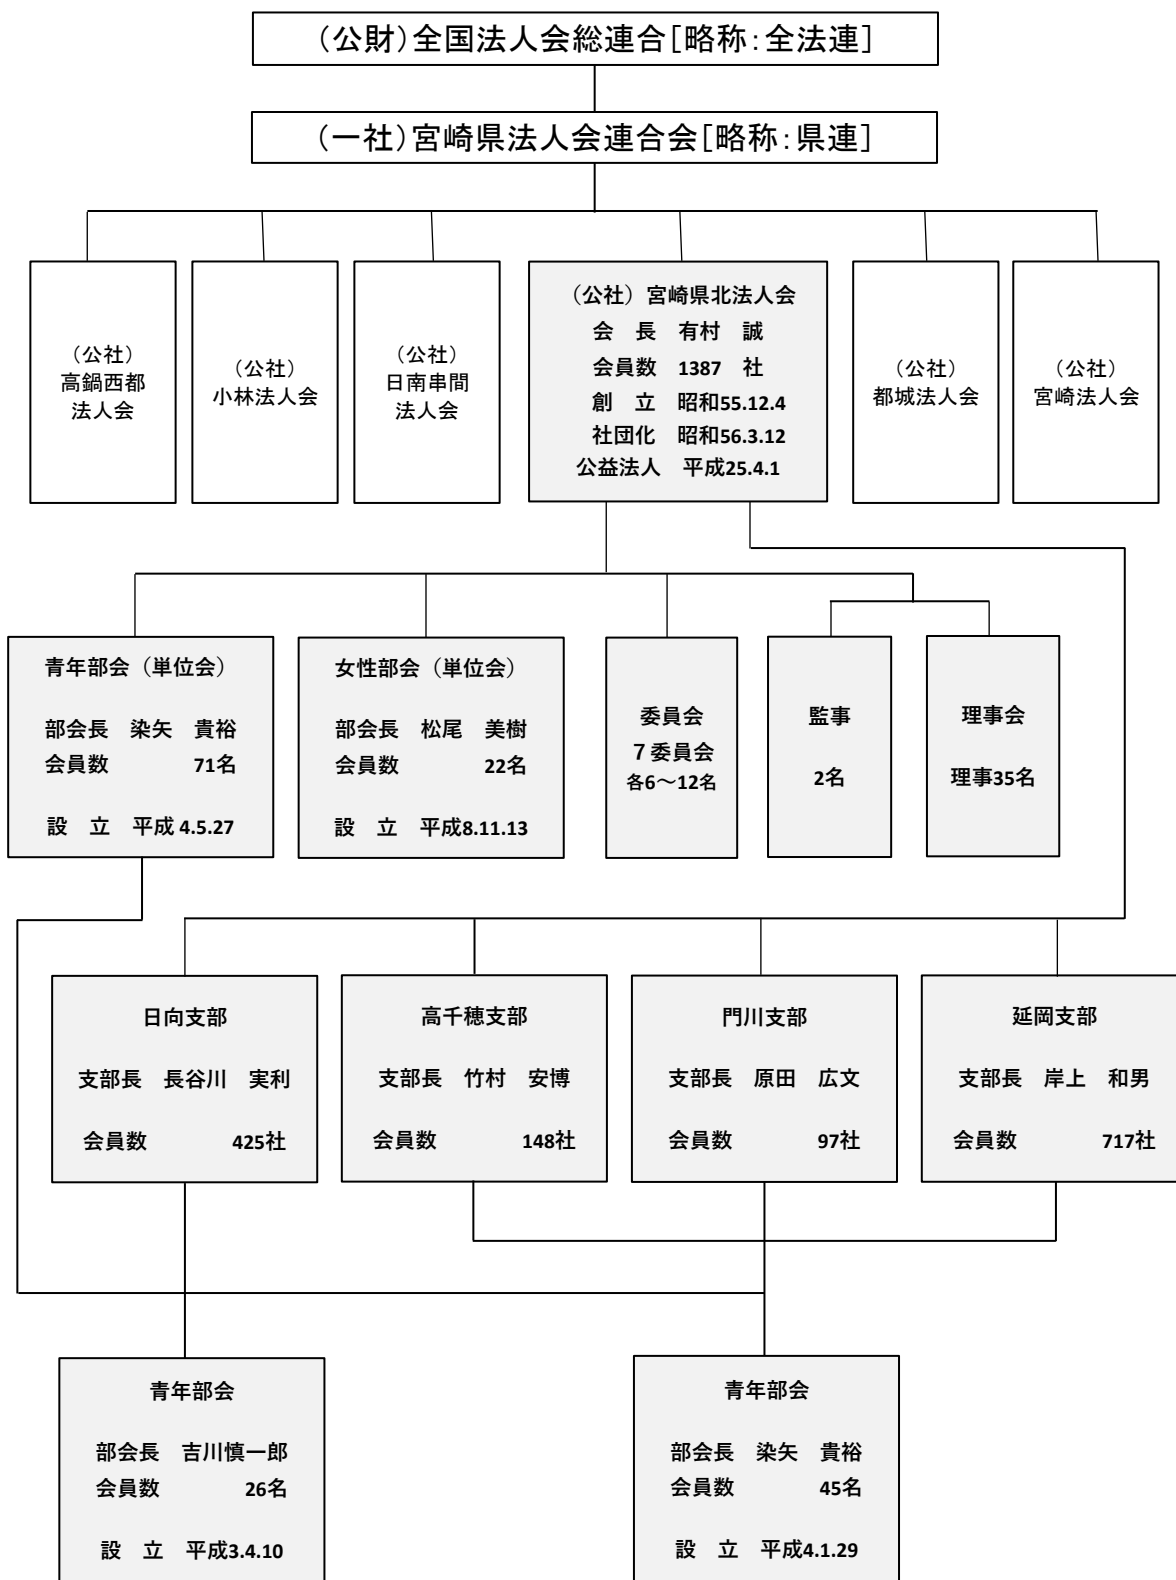 （公財）全国法人会総連合［略称：全法連］
（一社）宮崎県法人会連合会［略称：県連］
（公社）
高鍋西都
法人会
（公社）
小林法人会
（公社）
日南串間
法人会
（公社）宮崎県北法人会
会　長　有村　誠
会員数　1387　社
創　立　昭和55.12.4
社団化　昭和56.3.12
公益法人　平成25.4.1
（公社）
都城法人会
（公社）
宮崎法人会
青年部会（単位会）
部会長　染矢　貴裕
会員数　71名
設　立　平成 4.5.27
女性部会（単位会）
部会長　松尾　美樹
会員数　22名
設　立　平成8.11.13
委員会
７委員会
各6～12名
監事
2名
理事会
理事35名
日向支部
支部長　長谷川　実利
会員数　425社
高千穂支部
支部長　竹村　安博
会員数　148社
門川支部
支部長　原田　広文
会員数　97社
延岡支部
支部長　岸上　和男
会員数　717社
青年部会
部会長　吉川慎一郎
会員数　26名
設　立　平成3.4.10
青年部会
部会長　染矢　貴裕
会員数　45名
設　立　平成4.1.29